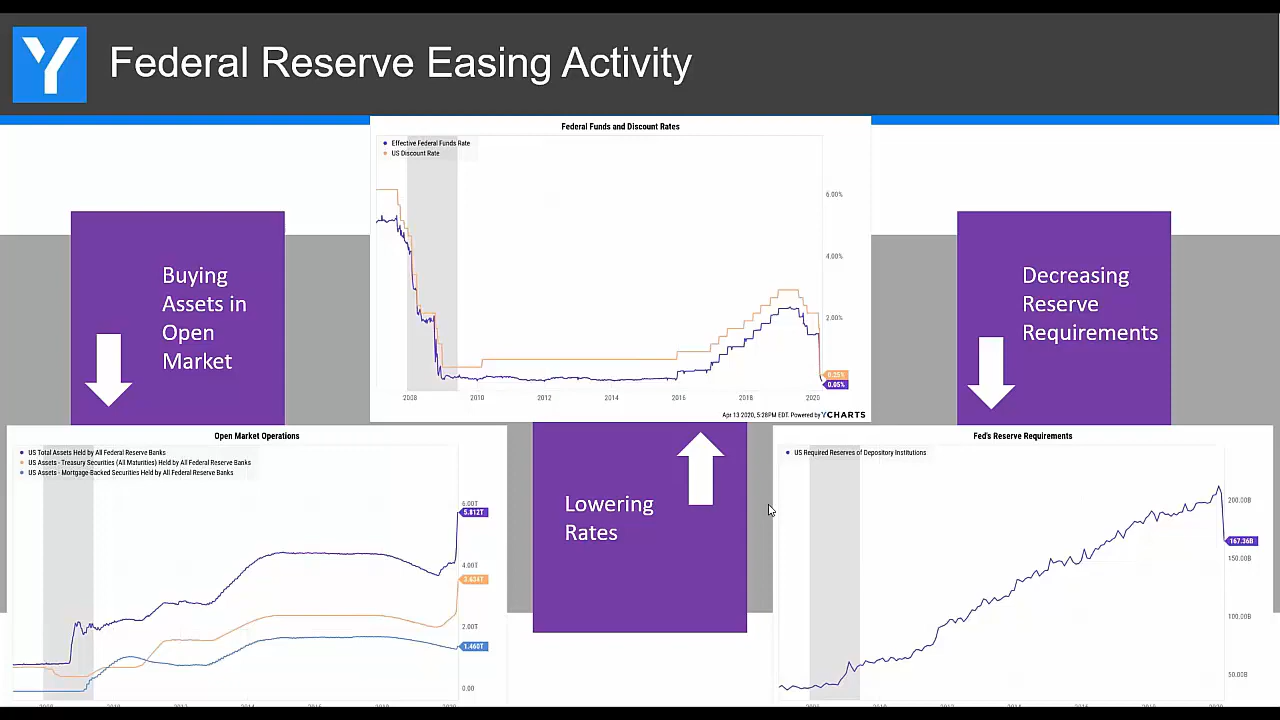 Y Federal Reserve Easing Activity
Federal Funds and Discount Rates
Effective Federal Funds Rate
US Discount Rate
6.00%
4.00%
2.00%
0.25%
0.05%
2008 2010 2012 2014 2016 2018 2020
Apr 13 2020, 5:28PM EDT. Powered by YCHARTS
Buying
Assets in
Open
Market
Decreasing
Reserve
Requirements
Lowering
Rates
Open Market Operations
US Total Assets Held by All Federal Reserve Banks
US Assets - Treasury Securities (All Maturities) Held by All Federal Reserve Banks
US Assets - Mortgage-Backed Securities Held by All Federal Reserve Banks
6.00T
5.812T
4.00T
3.634T
2.00T
1.460T
0.00
Fed's Reserve Requirements
US Required Reserves of Depository Institutions
200.00B
167.36B
150.00B
100.00B
50.00B